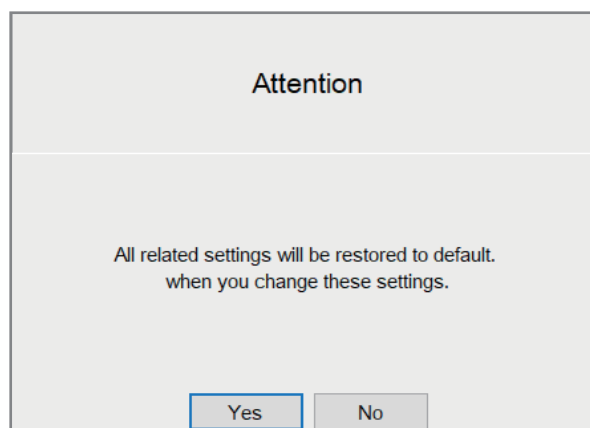 Attention
All related settings will be restored to default.
when you change these settings.
Yes No